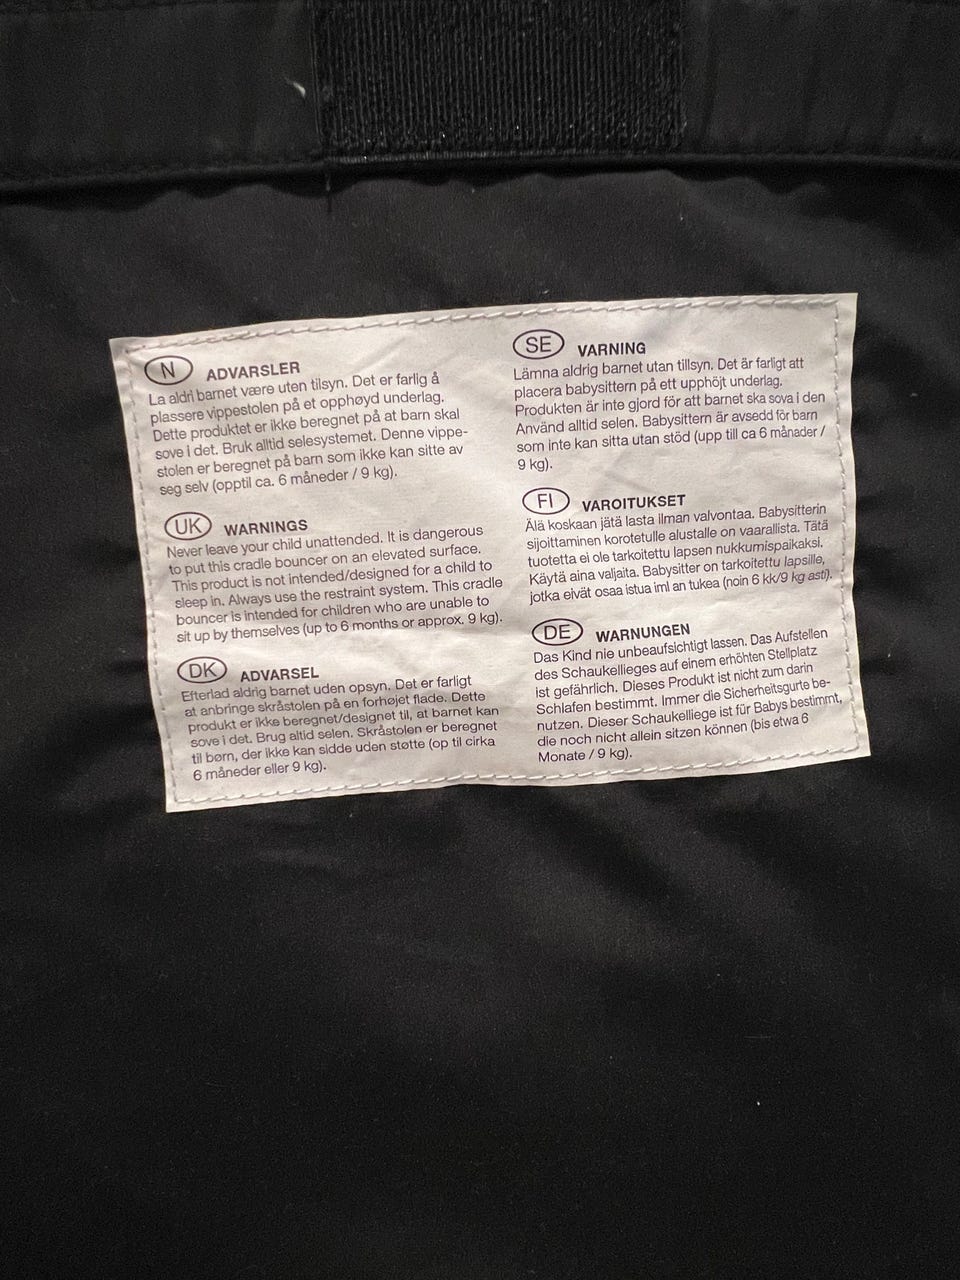 N ADVARSLER
La aldri barnet være uten tilsyn. Det er farlig å
plassere vippestolen på et opphøyd underlag.
Dette produktet er ikke beregnet på at barn skal
sove i det. Bruk alltid selesystemet. Denne vippe-
stolen er beregnet på barn som ikke kan sitte av
seg selv (opptil ca. 6 måneder / 9 kg).
UK WARNINGS
Never leave your child unattended. It is dangerous
to put this cradle bouncer on an elevated surface.
This product is not intended/designed for a child to
sleep in. Always use the restraint system. This cradle
bouncer is intended for children who are unable to
sit up by themselves (up to 6 months or approx. 9 kg).
DK ADVARSEL
Efterlad aldrig barnet uden opsyn. Det er farligt
at anbringe skråstolen på en forhøjet flade. Dette
produkt er ikke beregnet/designet til, at barnet kan
sove i det. Brug altid selen. Skråstolen er beregnet
til børn, der ikke kan sidde uden støtte (op til cirka
6 måneder eller 9 kg).
SE VARNING
Lämna aldrig barnet utan tillsyn. Det är farligt att
placera babysittern på ett upphöjt underlag.
Produkten är inte gjord för att barnet ska sova i den
Använd alltid selen. Babysittern är avsedd för barn
som inte kan sitta utan stöd (upp till ca 6 månader /
9 kg).
FI VAROITUKSET
Älä koskaan jätä lasta ilman valvontaa. Babysitterin
sijoittaminen korotetulle alustalle on vaarallista. Tätä
tuotetta ei ole tarkoitettu lapsen nukkumispaikaksi.
Käytä aina valjaita. Babysitter on tarkoitettu lapsille,
jotka eivät osaa istua iml an tukea (noin 6 kk/9 kg asti).
DE WARNUNGEN
Das Kind nie unbeaufsichtigt lassen. Das Aufstellen
des Schaukellieges auf einem erhöhten Stellplatz
ist gefährlich. Dieses Produkt ist nicht zum darin
Schlafen bestimmt. Immer die Sicherheitsgurte be-
nutzen. Dieser Schaukelliege ist für Babys bestimmt,
die noch nicht allein sitzen können (bis etwa 6
Monate / 9 kg).